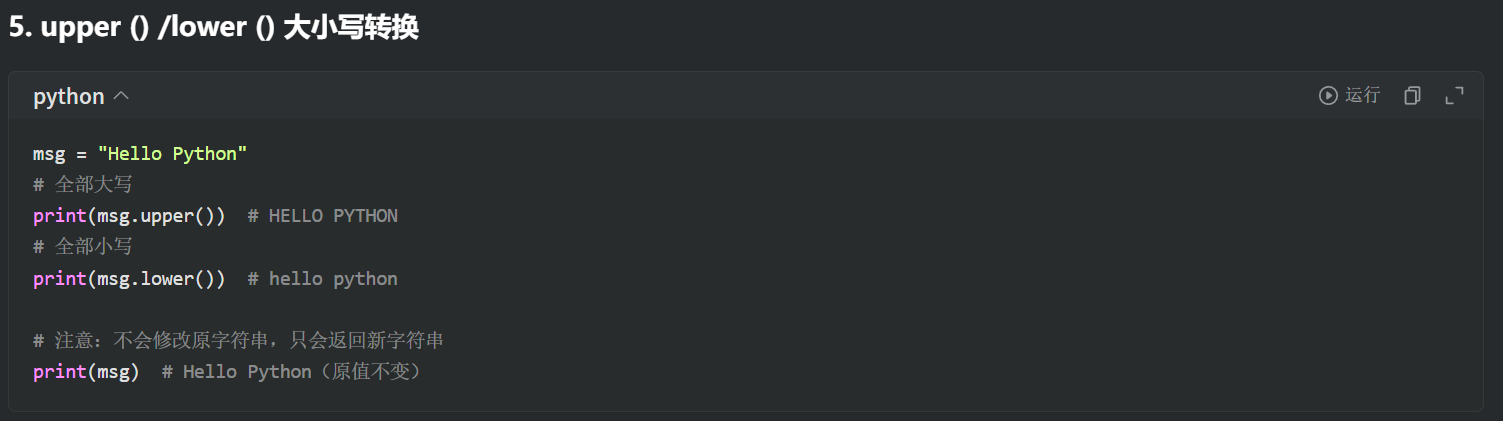 5. upper () /lower () 大小写转换
python
运行
msg = "Hello Python"
# 全部大写
print(msg.upper())  # HELLO PYTHON
# 全部小写
print(msg.lower())  # hello python
# 注意：不会修改原字符串，只会返回新字符串
print(msg)  # Hello Python（原值不变）